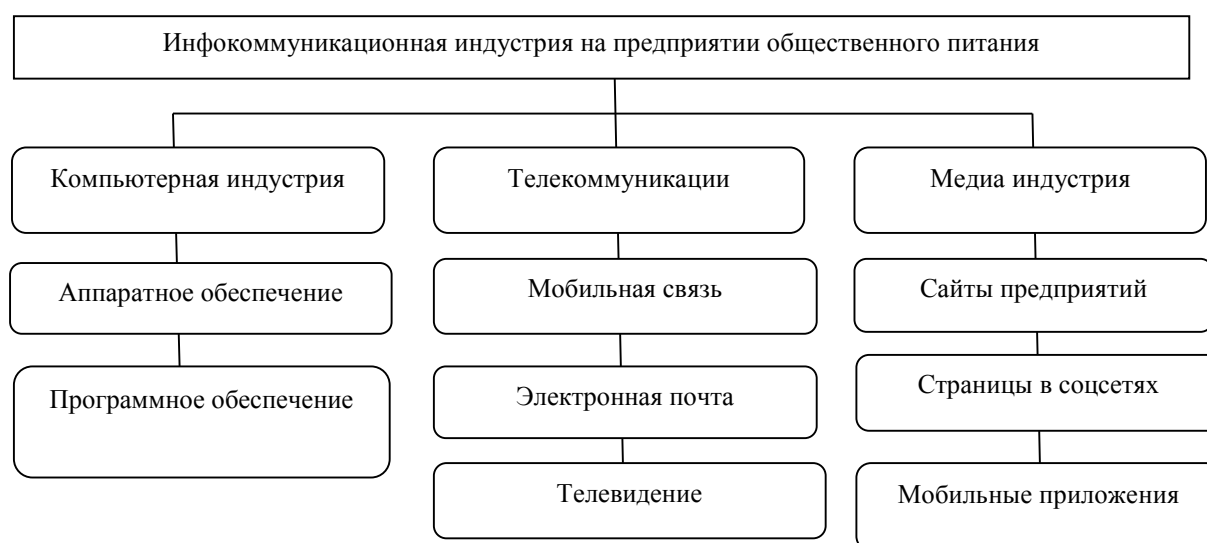 Инфокоммуникационная индустрия на предприятии общественного питания
Компьютерная индустрия
Телекоммуникации
Медиа индустрия
Аппаратное обеспечение
Мобильная связь
Сайты предприятий
Программное обеспечение
Электронная почта
Страницы в соцсетях
Телевидение
Мобильные приложения